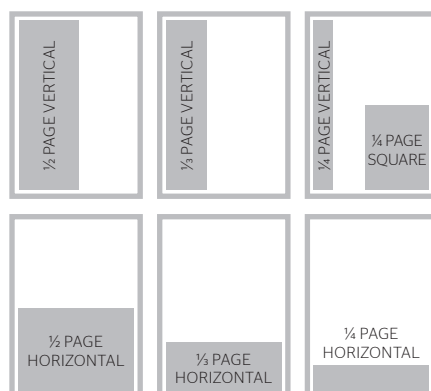 ½ PAGE VERTICAL
⅓ PAGE VERTICAL
¼ PAGE VERTICAL
¼ PAGE
SQUARE
½ PAGE
HORIZONTAL
⅓ PAGE
HORIZONTAL
¼ PAGE
HORIZONTAL